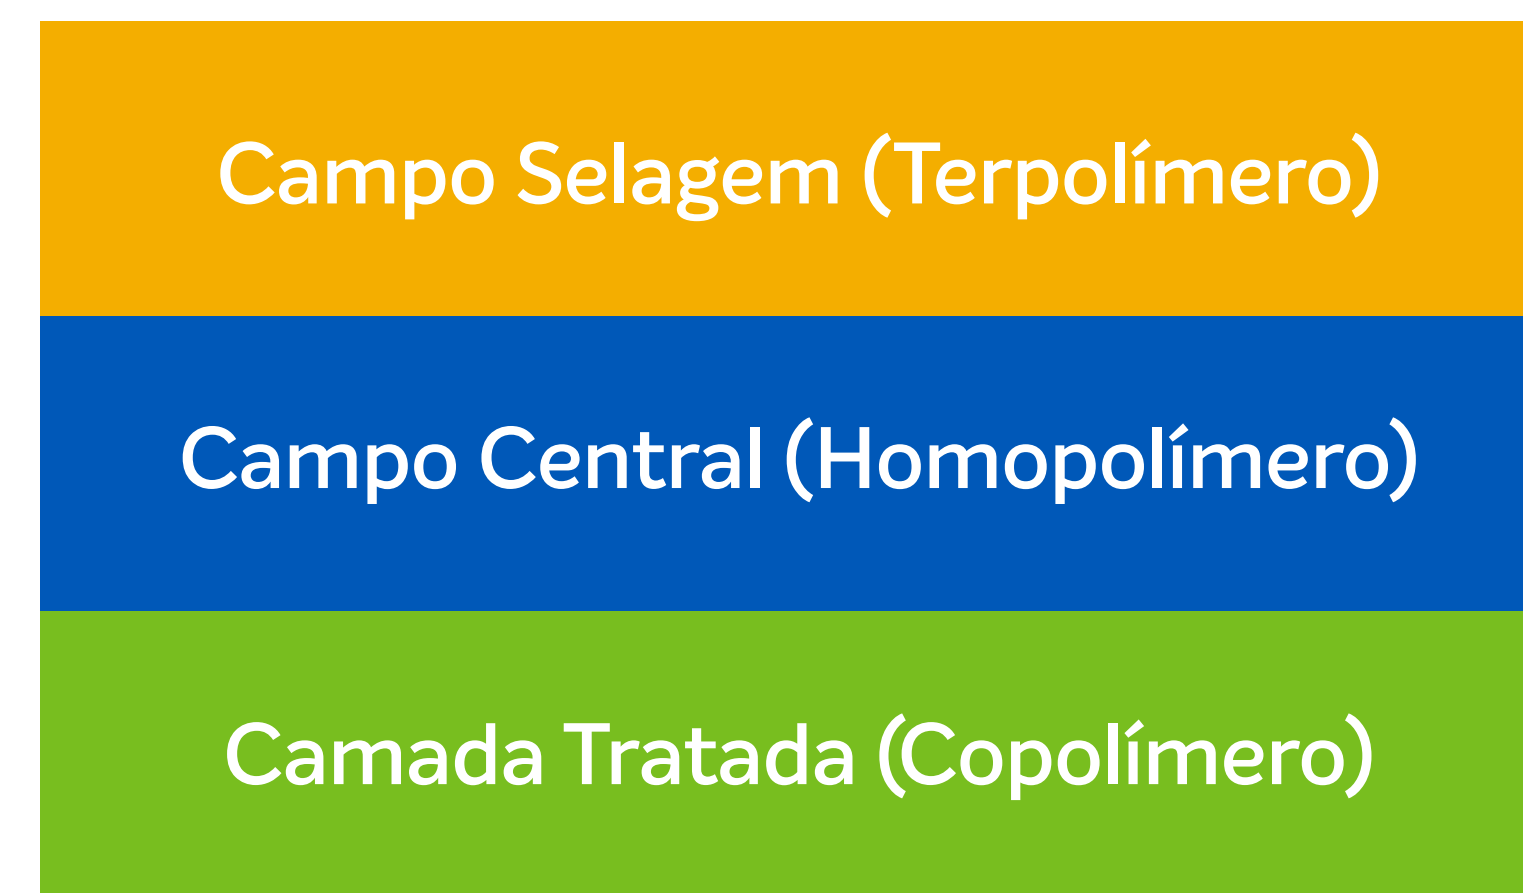 Campo Selagem (Terpolímero)
Campo Central (Homopolímero)
Camada Tratada (Copolímero)